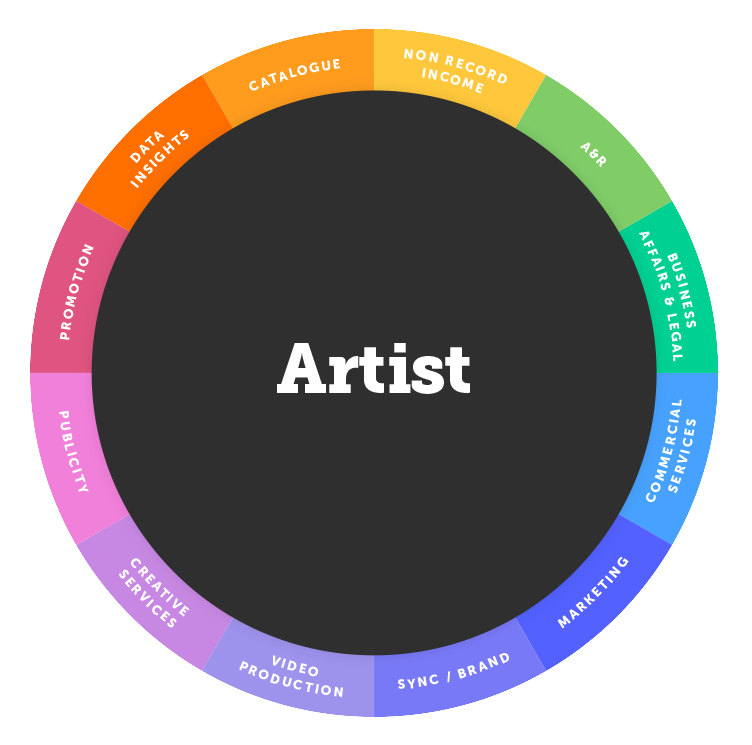 NON RECORD
INCOME
A&R
BUSINESS
AFFAIRS & LEGAL
COMMERCIAL
SERVICES
MARKETING
SYNC / BRAND
VIDEO
PRODUCTION
CREATIVE
SERVICES
PUBLICITY
PROMOTION
DATA
INSIGHTS
CATALOGUE
Artist